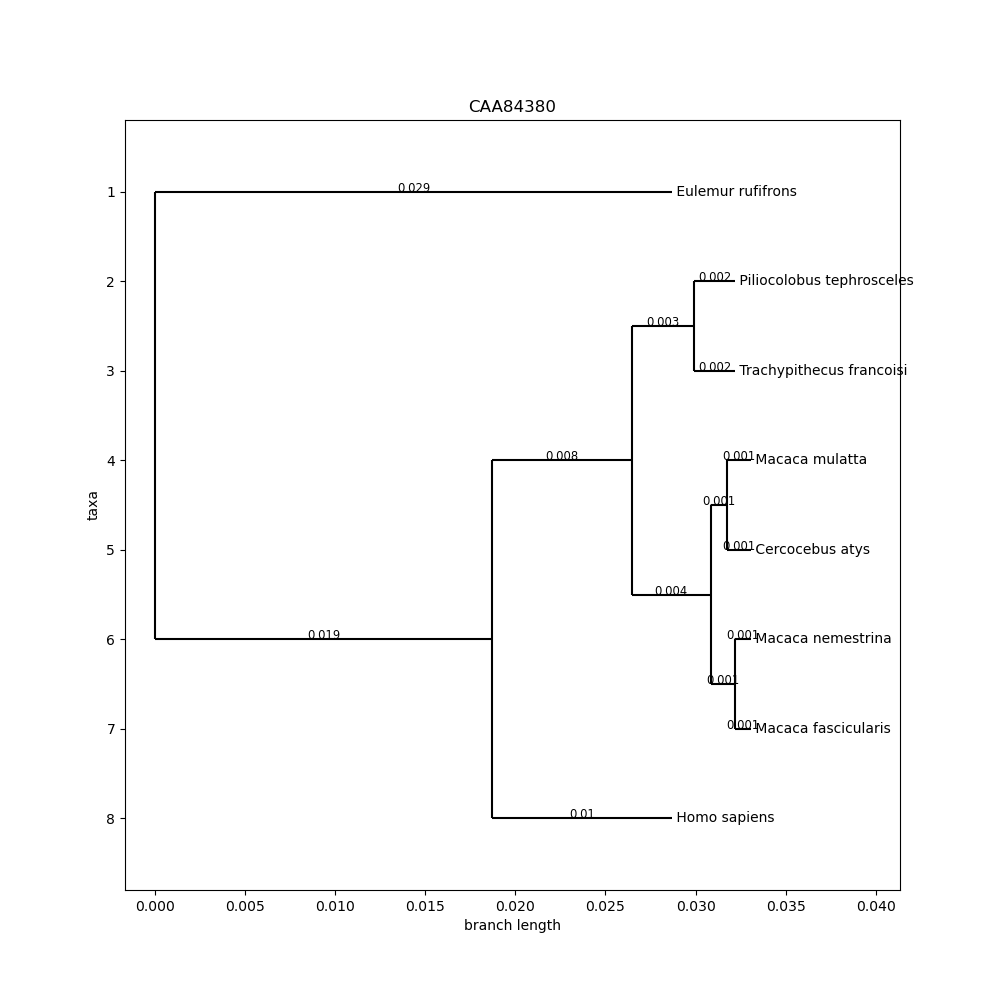 CAA84380
0.029
1 Eulemur rufifrons
0.002
2 Piliocolobus tephrosceles
0.003
0.002
3 Trachypithecus francoisi
0.008
0.001
4 Macaca mulatta
0.001
taxa
0.001
5 Cercocebus atys
0.004
0.019
0.001
6 Macaca nemestrina
0.001
0.001
7 Macaca fascicularis
0.01
8 Homo sapiens
0.000 0.005 0.010 0.015 0.020 0.025 0.030 0.035 0.040
branch length